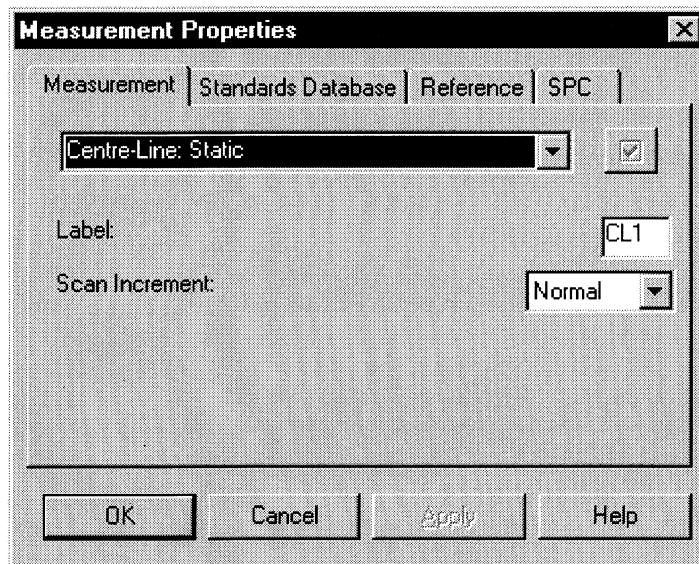 Measurement Properties
Measurement Standards Database Reference SPC
Centre-Line: Static
Label: CL1
Scan Increment: Normal
OK Cancel Apply Help